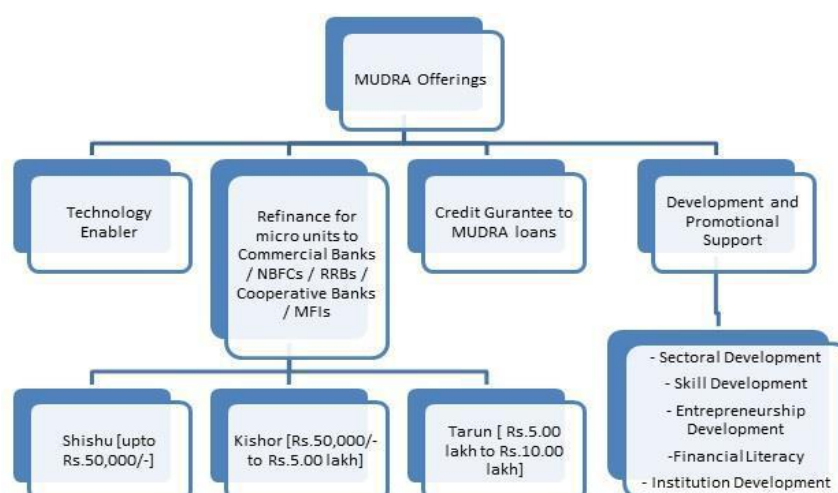 MUDRA Offerings
Technology
Enabler
Refinance for
micro units to
Commercial Banks
/ NBFCs / RRBs /
Cooperative Banks
/ MFIs
Credit Gurantee to
MUDRA loans
Development and
Promotional
Support
Shishu [upto
Rs.50,000/-]
Kishor [Rs.50,000/-
to Rs.5.00 lakh]
Tarun [ Rs.5.00
lakh to Rs.10.00
lakh]
- Sectoral Development
- Skill Development
- Entrepreneurship
Development
-Financial Literacy
- Institution Development